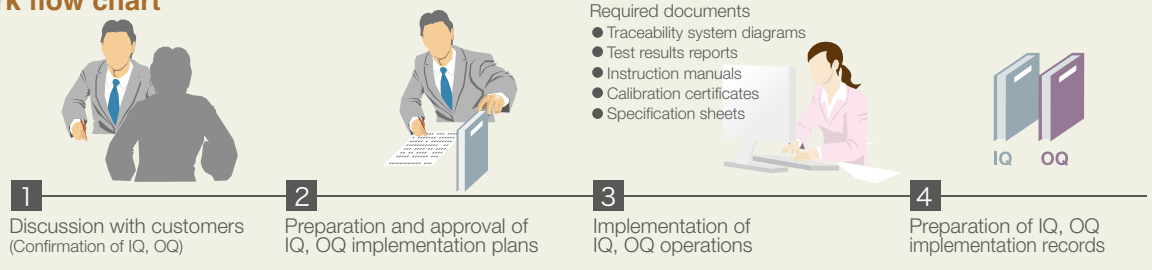 flow chart
Required documents
● Traceability system diagrams
● Test results reports
● Instruction manuals
● Calibration certificates
● Specification sheets
IQ OQ
1
Discussion with customers
(Confirmation of IQ, OQ)
2
Preparation and approval of
IQ, OQ implementation plans
3
Implementation of
IQ, OQ operations
4
Preparation of IQ, OQ
implementation records